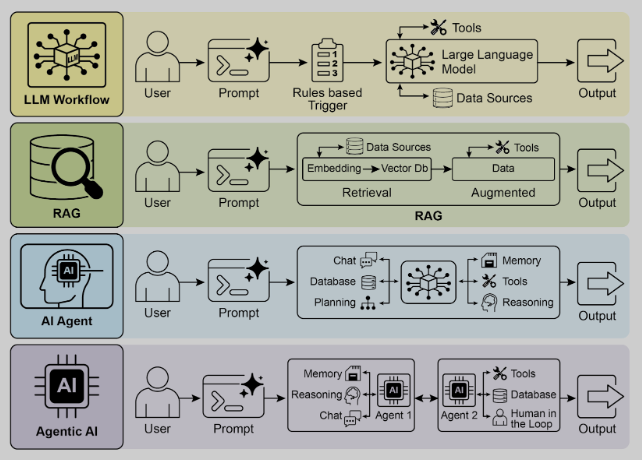 LLM
LLM Workflow
User
Prompt
1
2
3
Rules based
Trigger
Tools
Large Language
Model
Data Sources
Output
RAG
User
Prompt
Data Sources
Embedding
Vector Db
Retrieval
Tools
Data
Augmented
RAG
Output
AI
AI Agent
User
Prompt
Chat
Database
Planning
Memory
Tools
Reasoning
Output
AI
Agentic AI
User
Prompt
Memory
Reasoning
Chat
AI
Agent 1
AI
Agent 2
Tools
Database
Human in
the Loop
Output